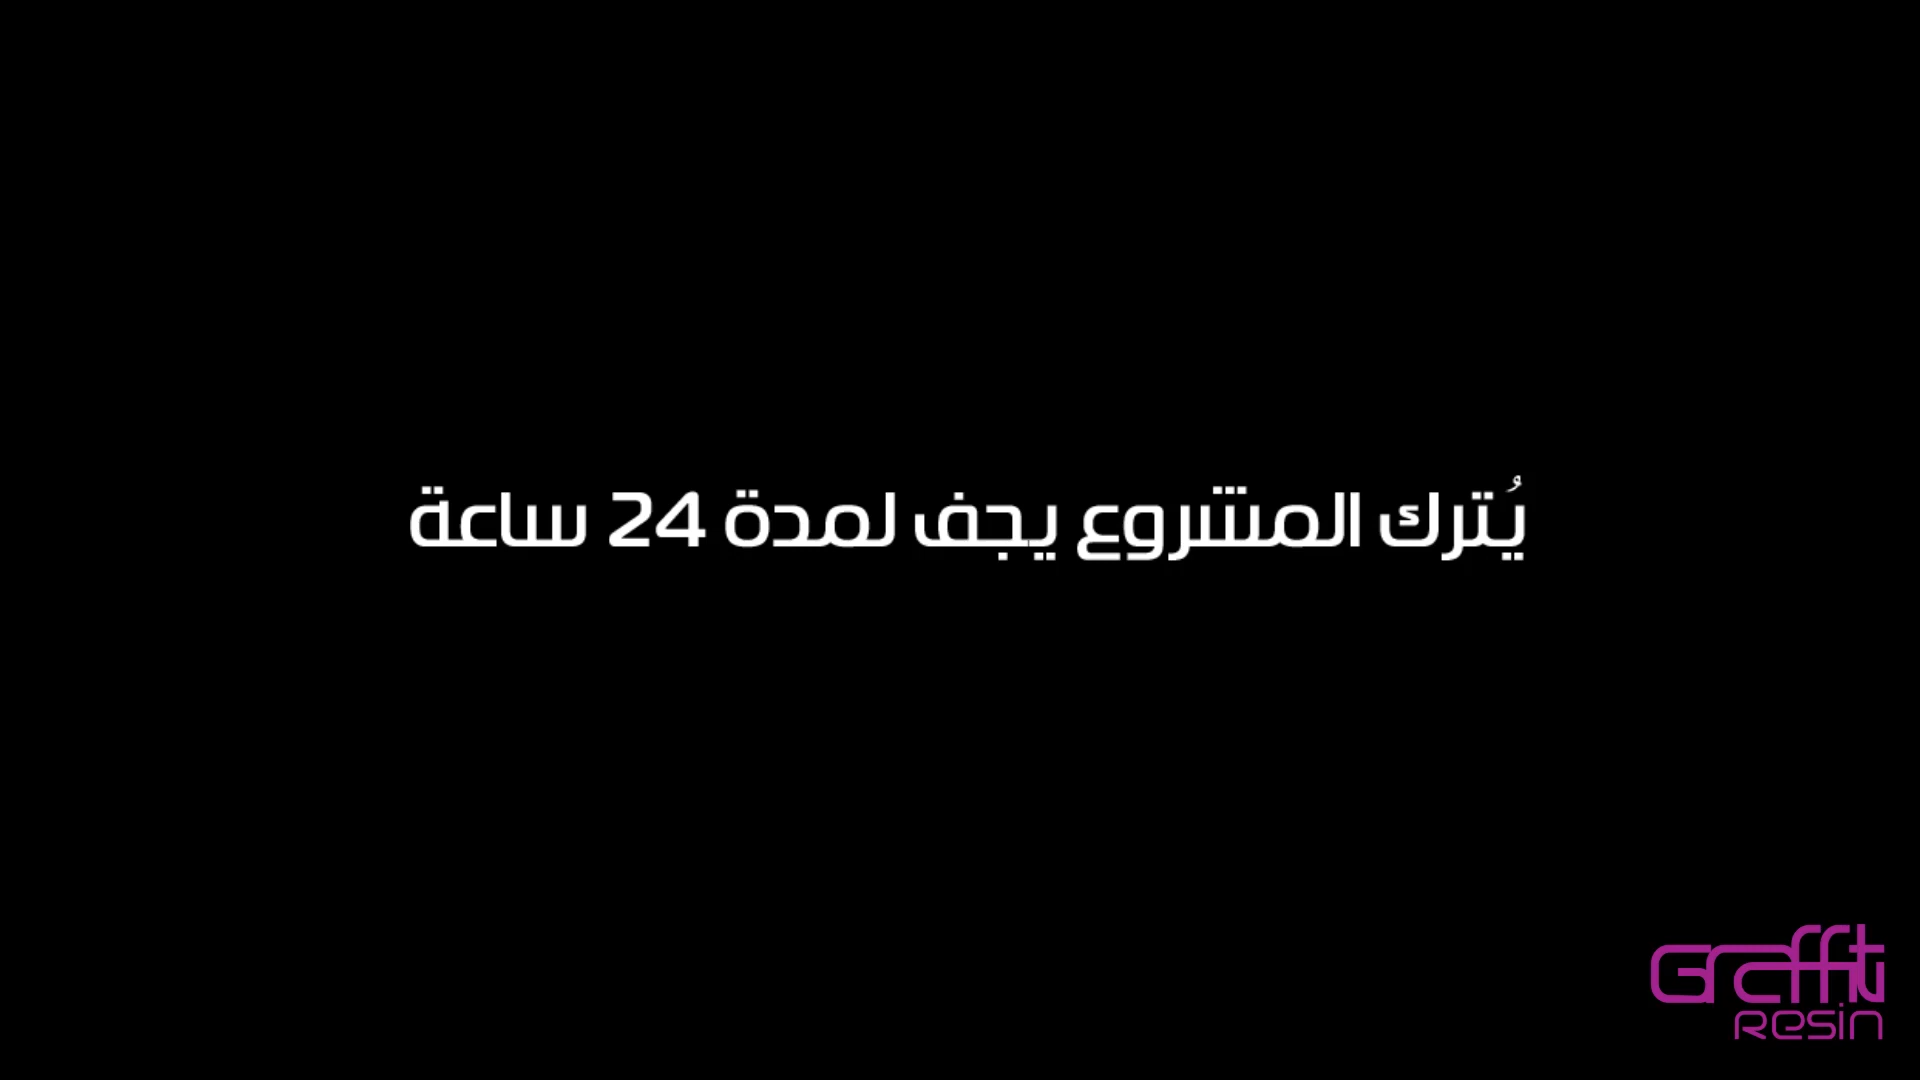 يُترك المشروع يجف لمدة 24 ساعة
Graffiti
Resin